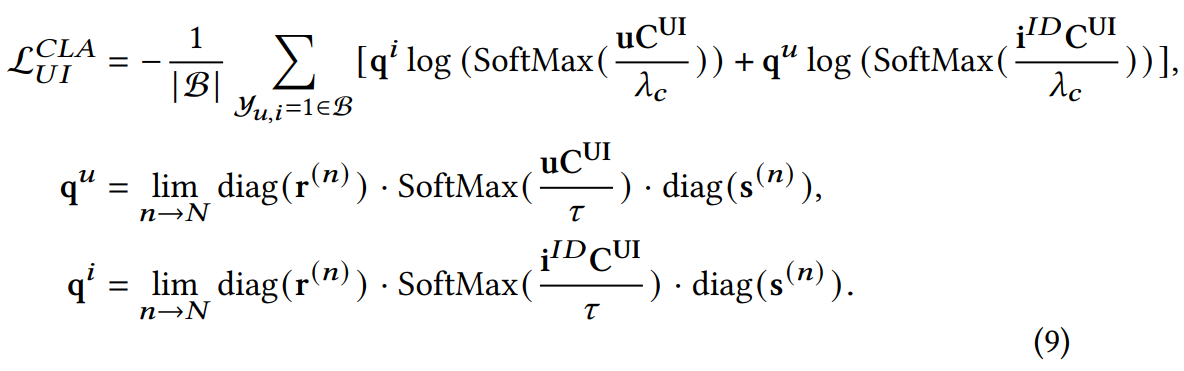 $\mathcal{L}_{UI}^{CLA} = -\frac{1}{|\mathcal{B}|} \sum_{\mathcal{Y}_{u,i}=1 \in \mathcal{B}} [\mathbf{q}^{i} \log (\text{SoftMax}(\frac{\mathbf{u}\mathbf{C}^{\text{UI}}}{\lambda_c})) + \mathbf{q}^{u} \log (\text{SoftMax}(\frac{\mathbf{i}^{ID}\mathbf{C}^{\text{UI}}}{\lambda_c}))],$
$\mathbf{q}^{u} = \lim_{n \to N} \text{diag}(\mathbf{r}^{(n)}) \cdot \text{SoftMax}(\frac{\mathbf{u}\mathbf{C}^{\text{UI}}}{\tau}) \cdot \text{diag}(\mathbf{s}^{(n)}),$
$\mathbf{q}^{i} = \lim_{n \to N} \text{diag}(\mathbf{r}^{(n)}) \cdot \text{SoftMax}(\frac{\mathbf{i}^{ID}\mathbf{C}^{\text{UI}}}{\tau}) \cdot \text{diag}(\mathbf{s}^{(n)}).$
(9)